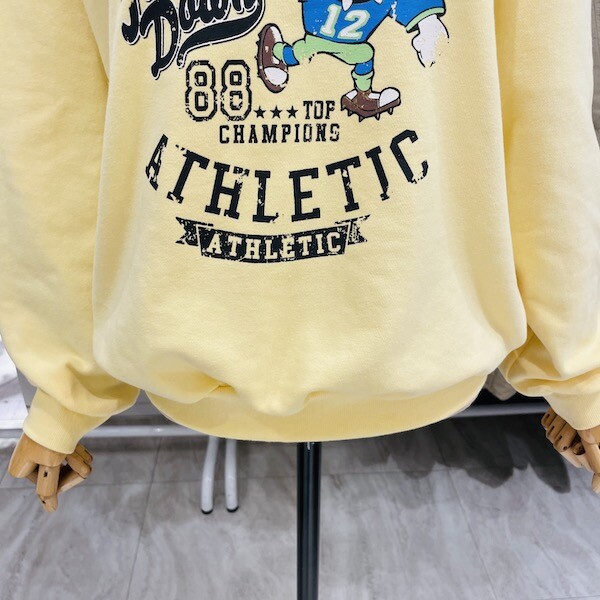 Down
12
88 ★★★ TOP
CHAMPIONS
ATHLETIC
ATHLETIC